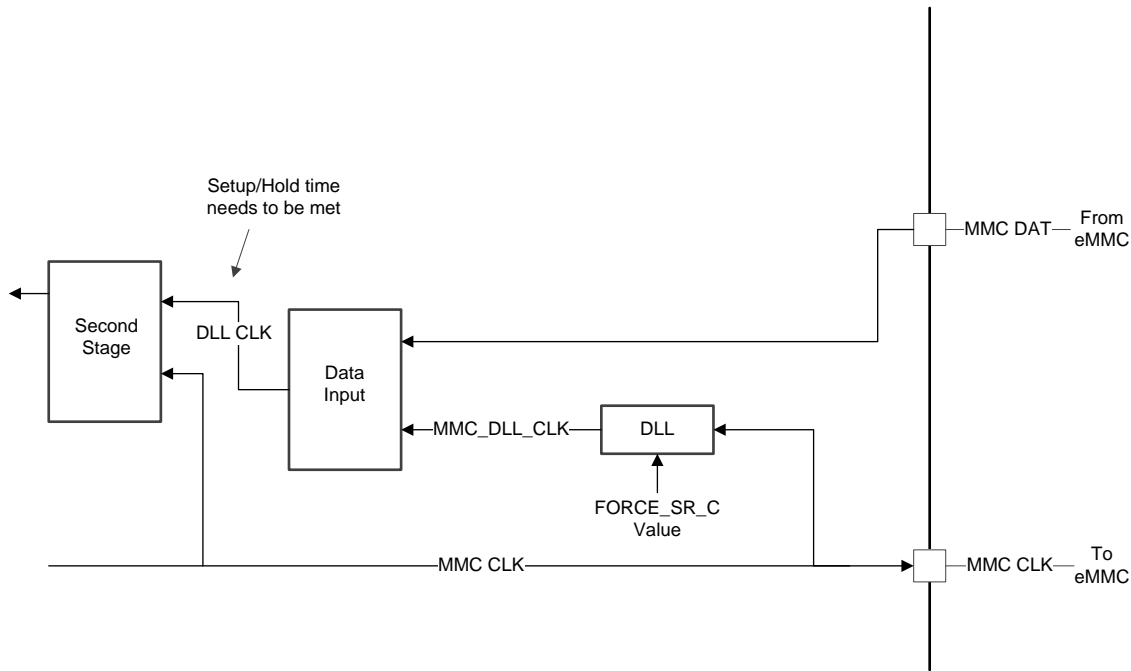 Setup/Hold time
needs to be met
MMC DAT
From
eMMC
Second
Stage
DLL CLK
Data
Input
MMC_DLL_CLK
DLL
FORCE_SR_C
Value
MMC CLK
MMC CLK
To
eMMC